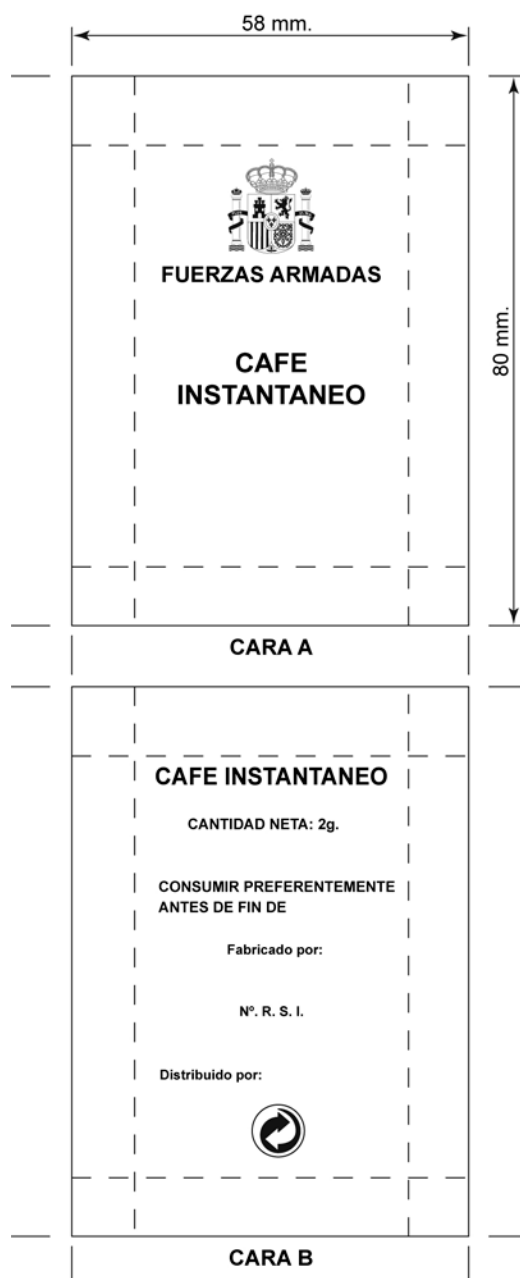 58 mm.
FUERZAS ARMADAS
CAFE
INSTANTANEO
80 mm.
CARA A
CAFE INSTANTANEO
CANTIDAD NETA: 2g.
CONSUMIR PREFERENTEMENTE
ANTES DE FIN DE
Fabricado por:
Nº. R. S. I.
Distribuido por:
CARA B